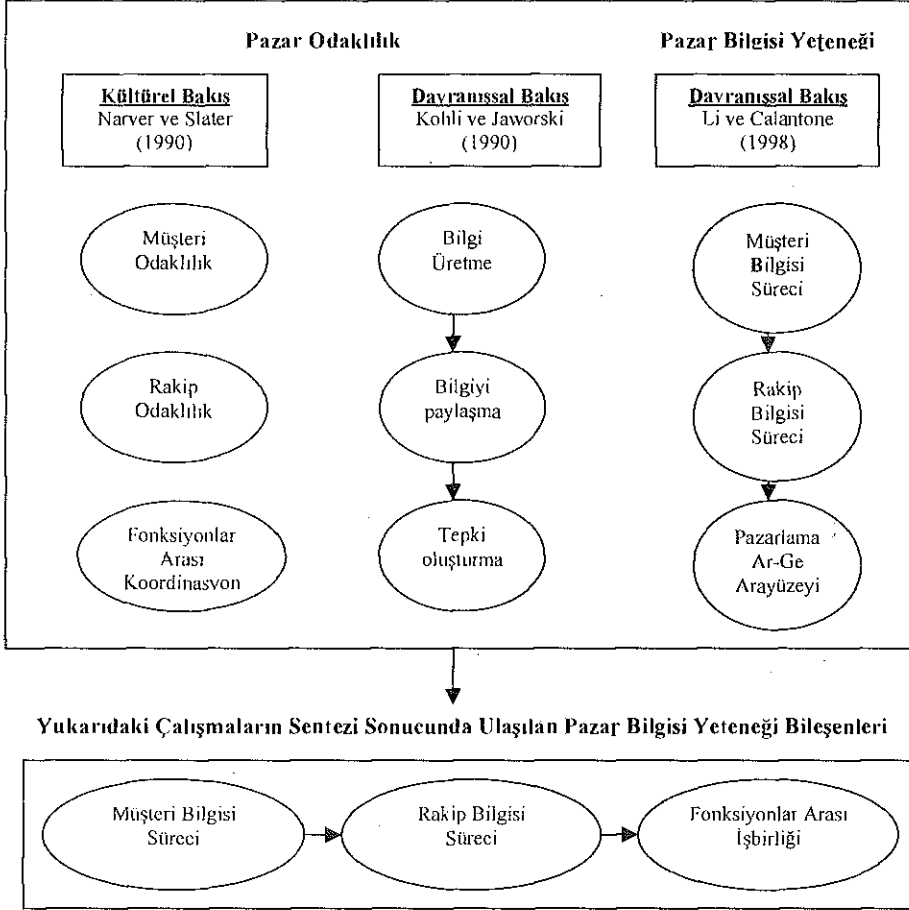 Pazar Odaklılık
Pazar Bilgisi Yeteneği
Kültürel Bakış
Narver ve Slater
(1990)
Davranışsal Bakış
Kohli ve Jaworski
(1990)
Davranışsal Bakış
Li ve Calantone
(1998)
Müşteri
Odaklılık
Bilgi
Üretme
Müşteri
Bilgisi
Süreci
Rakip
Odaklılık
Bilgiyi
paylaşma
Rakip
Bilgisi
Süreci
Fonksiyonlar
Arası
Koordinasyon
Tepki
oluşturma
Pazarlama
Ar-Ge
Arayüzeyi
Yukarıdaki Çalışmaların Sentezi Sonucunda Ulaşılan Pazar Bilgisi Yeteneği Bileşenleri
Müşteri Bilgisi
Süreci
Rakip Bilgisi
Süreci
Fonksiyonlar Arası
İşbirliği